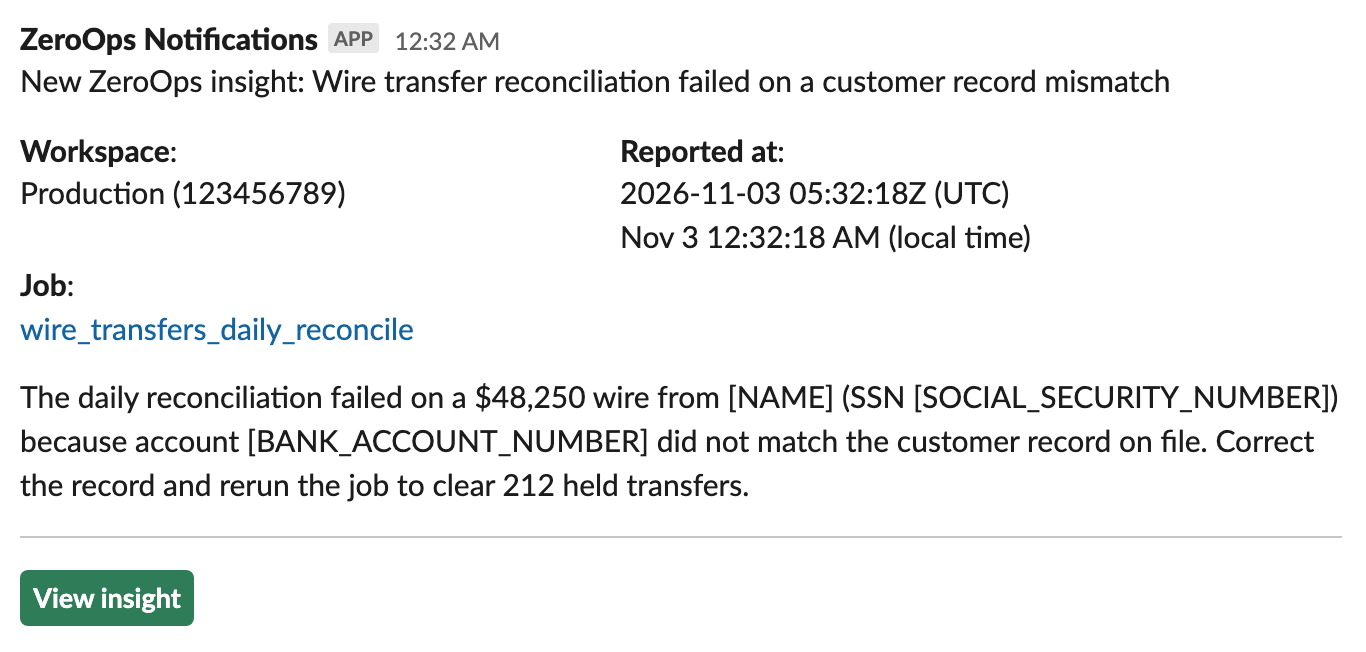 ZeroOps Notifications APP 12:32 AM
New ZeroOps insight: Wire transfer reconciliation failed on a customer record mismatch
Workspace:
Production (123456789)
Reported at:
2026-11-03 05:32:18Z (UTC)
Nov 3 12:32:18 AM (local time)
Job:
wire_transfers_daily_reconcile
The daily reconciliation failed on a $48,250 wire from [NAME] (SSN [SOCIAL_SECURITY_NUMBER])
because account [BANK_ACCOUNT_NUMBER] did not match the customer record on file. Correct
the record and rerun the job to clear 212 held transfers.
View insight